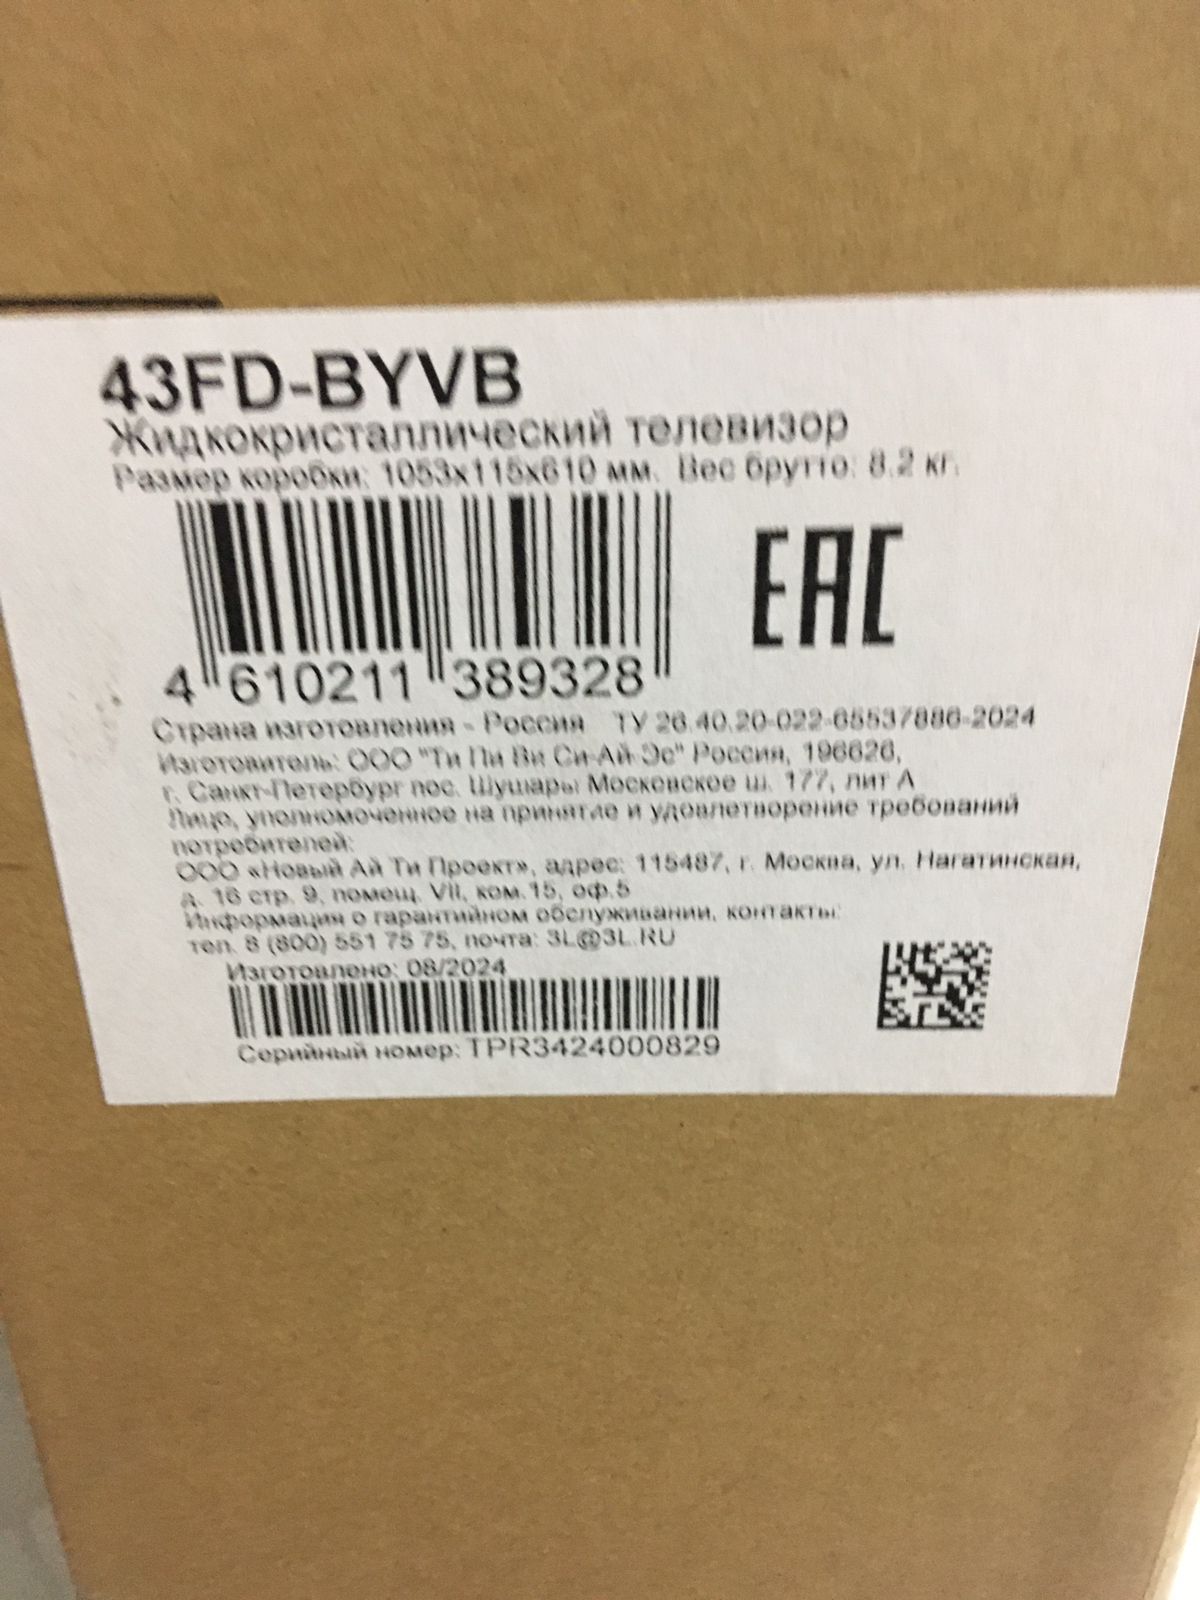 43FD-BYVB
Жидкокристаллический телевизор
Размер коробки: 1053x115x610 мм. Вес брутто: 8.2 кг.
EAC
4 610211 389328
Страна изготовления - Россия ТУ 26.40.20-022-65537886-2024
Изготовитель: ООО "Ти Пи Ви Си-Ай-Эс" Россия, 196626,
г. Санкт-Петербург пос. Шушары Московское ш. 177, лит А
Лицо, уполномоченное на принятие и удовлетворение требований
потребителей:
ООО «Новый Ай Ти Проект», адрес: 115487, г. Москва, ул. Нагатинская,
д. 16 стр. 9, помещ. VII, ком.15, оф.5
Информация о гарантийном обслуживании, контакты:
тел. 8 (800) 551 75 75, почта: 3L@3L.RU
Изготовлено: 08/2024
Серийный номер: TPR3424000829